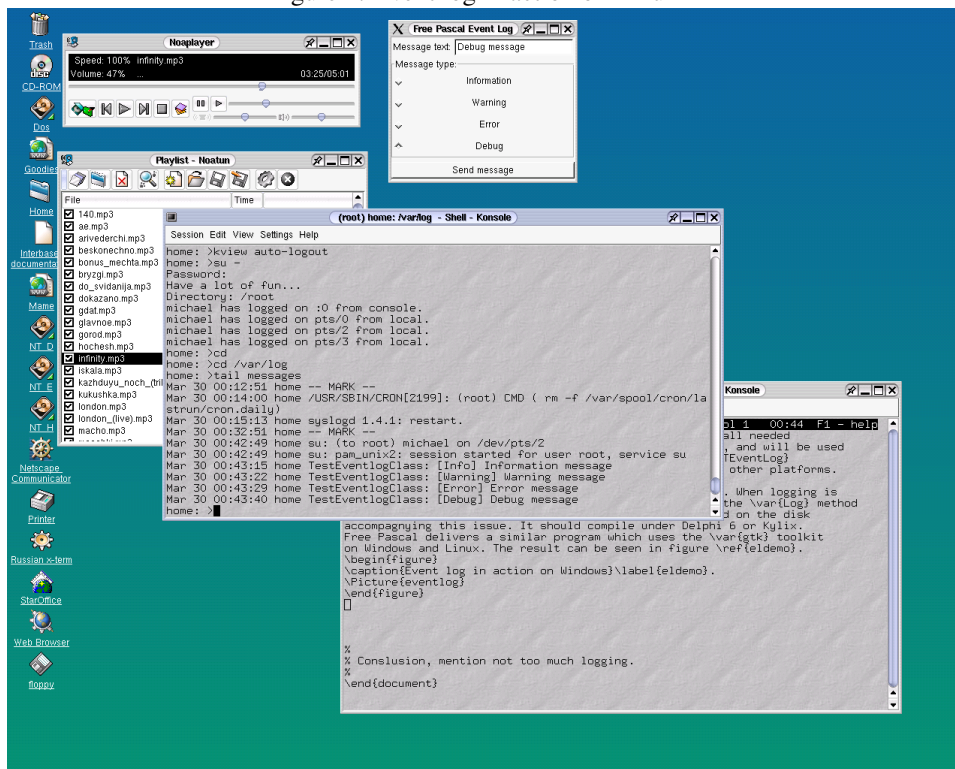 Trash
CD-ROM
Dos
Goodies
Home
Interbase
documenta
Mame
NT_D
NT_E
NT_H
Netscape
Communicator
Printer
Russian x-term
StarOffice
Web Browser
floppy
Noaplayer
Speed: 100% infinity.mp3
Volume: 47% ... 03:25/05:01
Free Pascal Event Log
Message text: Debug message
Message type:
Information
Warning
Error
Debug
Send message
Playlist - Noatun
File Time
140.mp3
ae.mp3
arivederchi.mp3
beskonechno.mp3
bonus_mechta.mp3
bryzgi.mp3
do_svidanija.mp3
dokazano.mp3
gdat.mp3
glavnoe.mp3
gorod.mp3
hochesh.mp3
infinity.mp3
iskala.mp3
kazhduyu_noch_(tri
kukushka.mp3
london.mp3
london_(live).mp3
macho.mp3
(root) home: /var/log - Shell - Konsole
Session Edit View Settings Help
home: >kview auto-logout
home: >su -
Password:
Have a lot of fun...
Directory: /root
michael has logged on :0 from console.
michael has logged on pts/0 from local.
michael has logged on pts/2 from local.
michael has logged on pts/3 from local.
home: >cd
home: >cd /var/log
home: >tail messages
Mar 30 00:12:51 home -- MARK --
Mar 30 00:14:00 home /USR/SBIN/CRON[2199]: (root) CMD ( rm -f /var/spool/cron/la
strun/cron.daily)
Mar 30 00:15:13 home syslogd 1.4.1: restart.
Mar 30 00:32:51 home -- MARK --
Mar 30 00:42:49 home su: (to root) michael on /dev/pts/2
Mar 30 00:42:49 home su: pam_unix2: session started for user root, service su
Mar 30 00:43:15 home TestEventlogClass: [Info] Information message
Mar 30 00:43:22 home TestEventlogClass: [Warning] Warning message
Mar 30 00:43:29 home TestEventlogClass: [Error] Error message
Mar 30 00:43:40 home TestEventlogClass: [Debug] Debug message
home: >
Konsole
ol 1 00:44 F1 - help
all needed
, and will be used
TEventLog}
other platforms.
. When logging is
the \var{Log} method
d on the disk
accompagnying this issue. It should compile under Delphi 6 or Kylix.
Free Pascal delivers a similar program which uses the \var{gtk} toolkit
on Windows and Linux. The result can be seen in figure \ref{eldemo}.
\begin{figure}
\caption{Event log in action on Windows}\label{eldemo}.
\Picture{eventlog}
\end{figure}
%
% Conslusion, mention not too much logging.
%
\end{document}